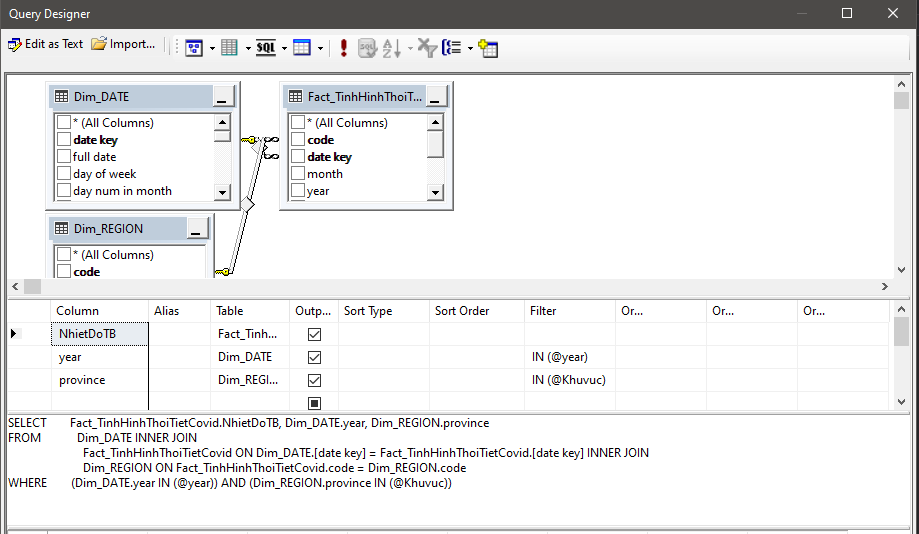 Query Designer
Edit as Text Import...
SQL
Dim_DATE
* (All Columns)
date key
full date
day of week
day num in month
Fact_TinhHinhThoiT...
* (All Columns)
code
date key
month
year
Dim_REGION
* (All Columns)
code
Column Alias Table Outp... Sort Type Sort Order Filter Or... Or... Or...
NhietDoTB Fact_Tinh...
year Dim_DATE IN (@year)
province Dim_REGI... IN (@Khuvuc)
SELECT Fact_TinhHinhThoiTietCovid.NhietDoTB, Dim_DATE.year, Dim_REGION.province
FROM Dim_DATE INNER JOIN
Fact_TinhHinhThoiTietCovid ON Dim_DATE.[date key] = Fact_TinhHinhThoiTietCovid.[date key] INNER JOIN
Dim_REGION ON Fact_TinhHinhThoiTietCovid.code = Dim_REGION.code
WHERE (Dim_DATE.year IN (@year)) AND (Dim_REGION.province IN (@Khuvuc))